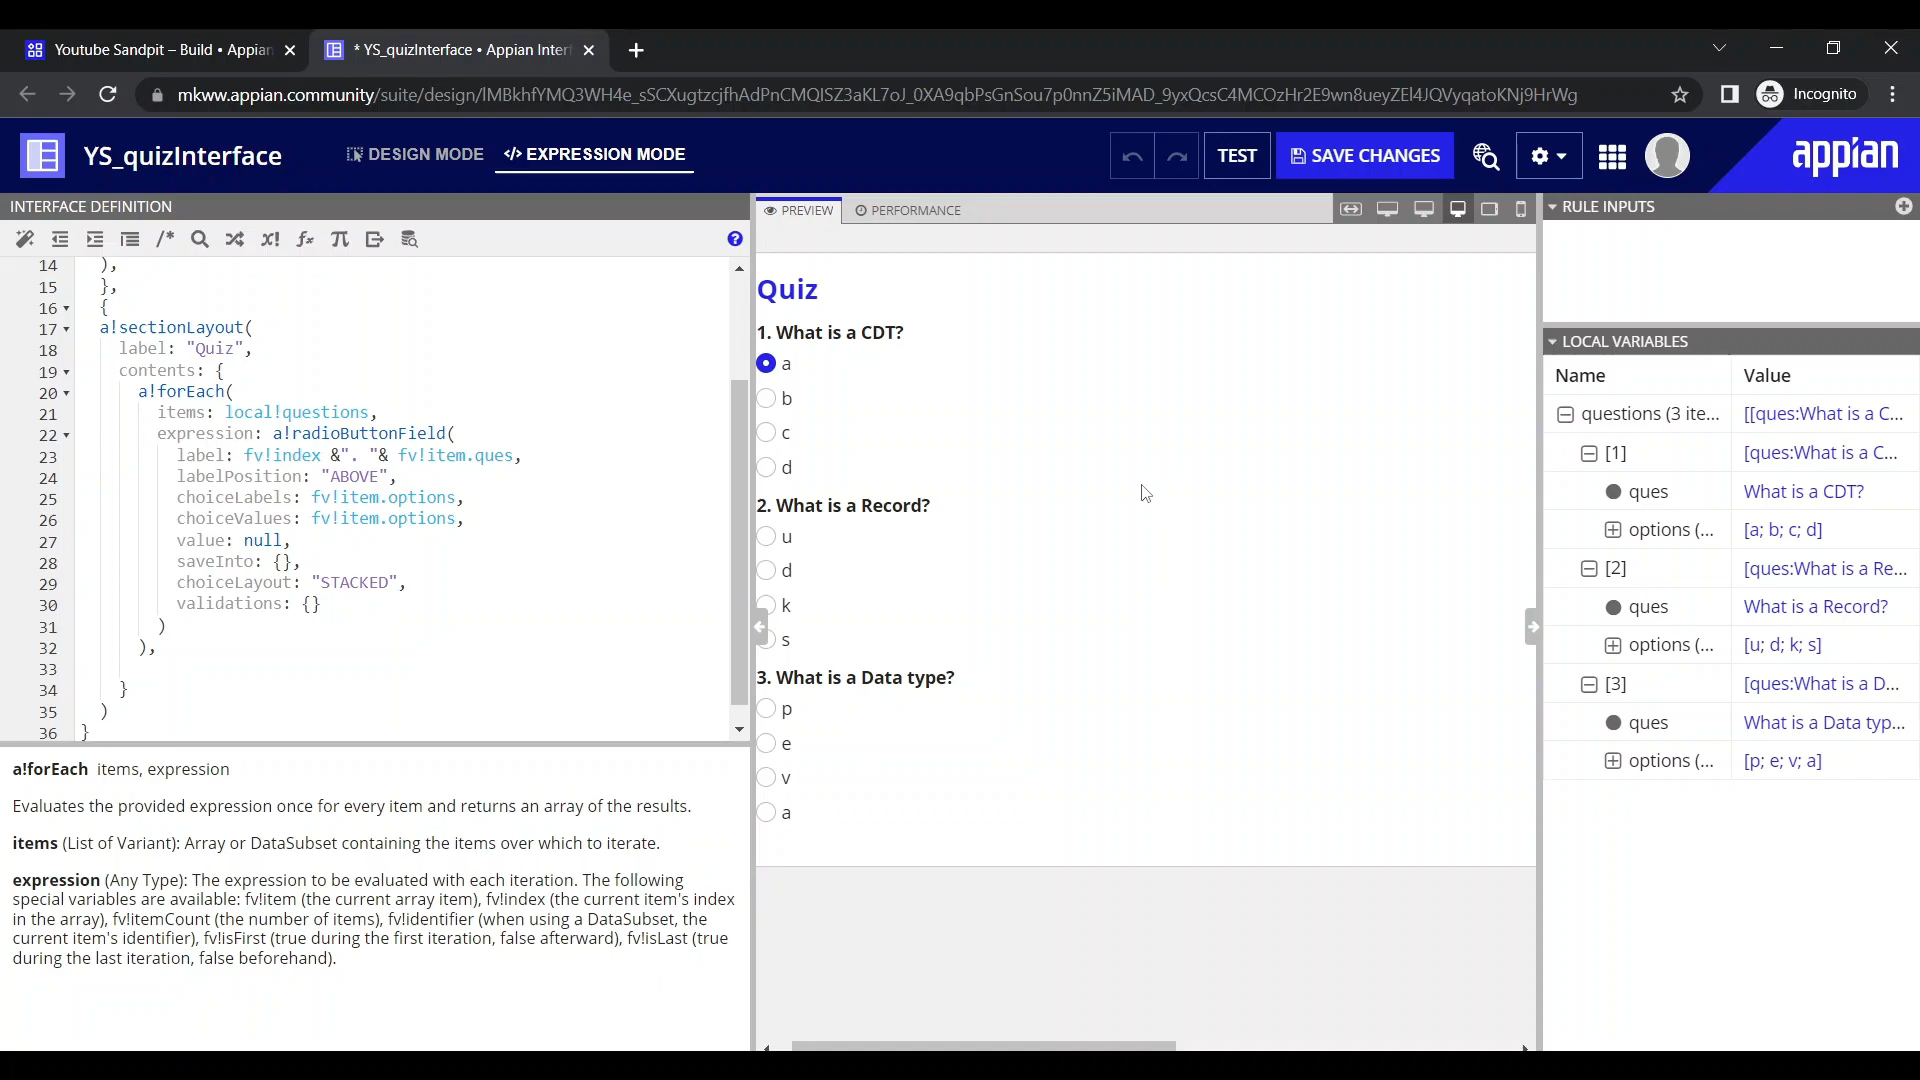 Youtube Sandpit – Build • Appian
* YS_quizInterface • Appian Inter
mkww.appian.community/suite/design/
Incognito
YS_quizInterface
DESIGN MODE
</> EXPRESSION MODE
TEST
SAVE CHANGES
appian
INTERFACE DEFINITION
/*
x!
14 ),
15 },
16 {
17 a!sectionLayout(
18 label: "Quiz",
19 contents: {
20 a!forEach(
21 items: local!questions,
22 expression: a!radioButtonField(
23 label: fv!index &". "& fv!item.ques,
24 labelPosition: "ABOVE",
25 choiceLabels: fv!item.options,
26 choiceValues: fv!item.options,
27 value: null,
28 saveInto: {},
29 choiceLayout: "STACKED",
30 validations: {}
31 )
32 ),
33
34 }
35 )
36 }
a!forEach items, expression
Evaluates the provided expression once for every item and returns an array of the results.
items (List of Variant): Array or DataSubset containing the items over which to iterate.
expression (Any Type): The expression to be evaluated with each iteration. The following
special variables are available: fv!item (the current array item), fv!index (the current item's index
in the array), fv!itemCount (the number of items), fv!identifier (when using a DataSubset, the
current item's identifier), fv!isFirst (true during the first iteration, false afterward), fv!isLast (true
during the last iteration, false beforehand).
PREVIEW
PERFORMANCE
Quiz
1. What is a CDT?
a
b
c
d
2. What is a Record?
u
d
k
s
3. What is a Data type?
p
e
v
a
RULE INPUTS
LOCAL VARIABLES
Name Value
questions (3 ite... [[ques:What is a C...
[1] [ques:What is a C...
ques What is a CDT?
options (... [a; b; c; d]
[2] [ques:What is a Re...
ques What is a Record?
options (... [u; d; k; s]
[3] [ques:What is a D...
ques What is a Data typ...
options (... [p; e; v; a]